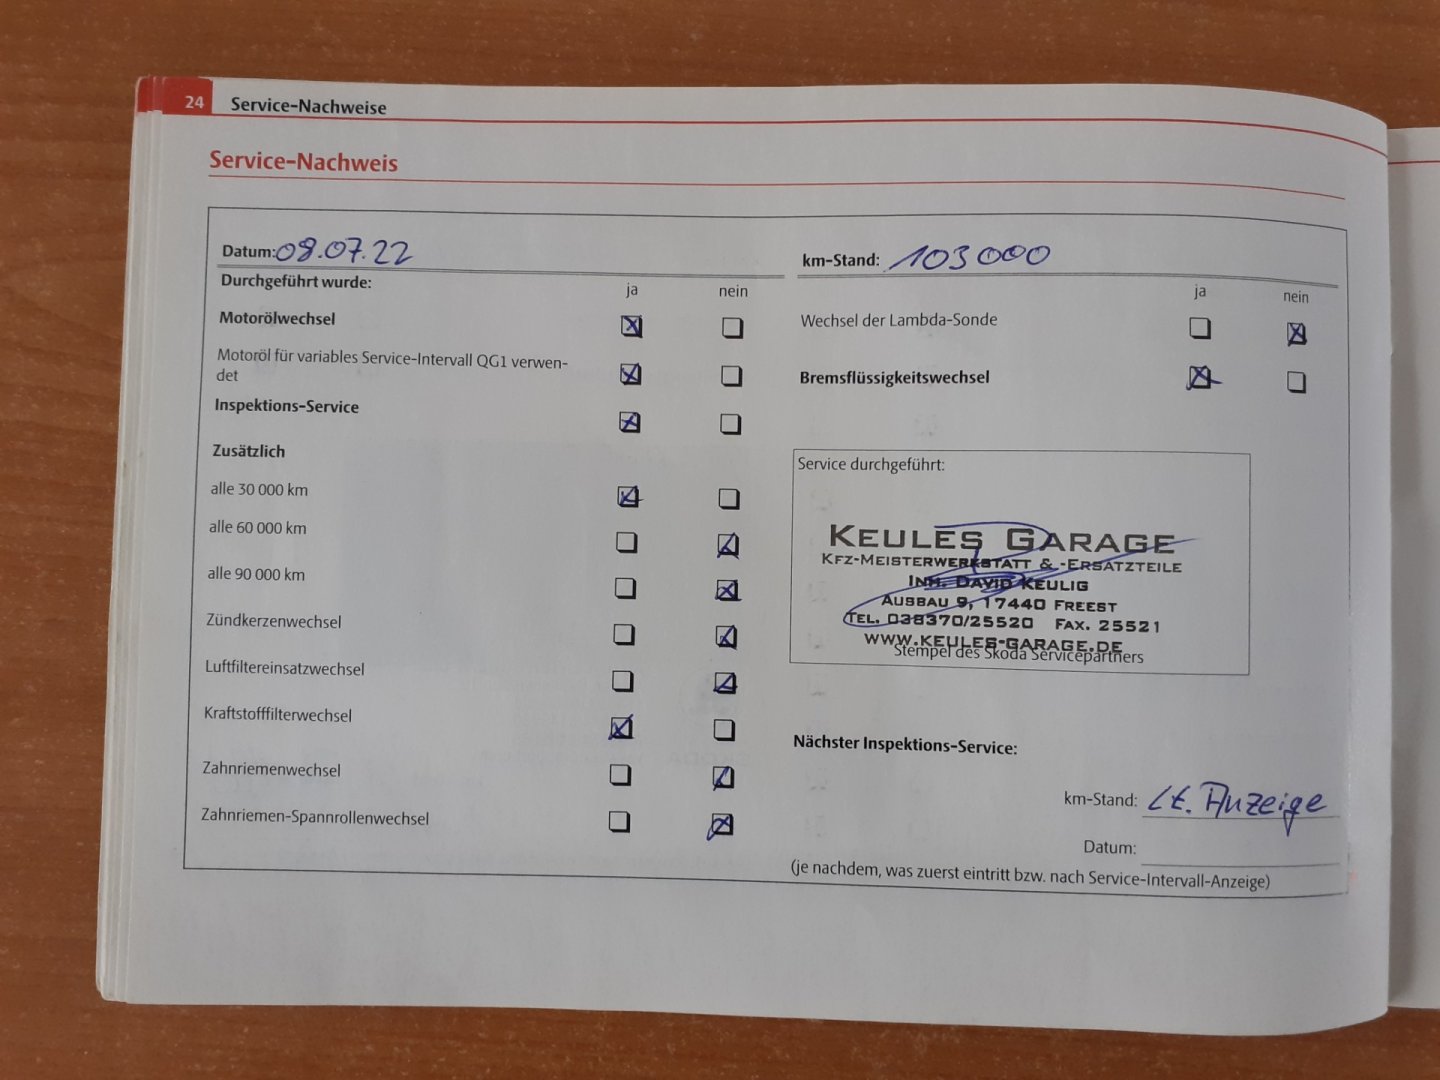 24 Service-Nachweise
Service-Nachweis
Datum: 08.07.22
Durchgeführt wurde:
ja nein
Motorölwechsel
Motoröl für variables Service-Intervall QG1 verwen-
det
Inspektions-Service
Zusätzlich
alle 30 000 km
alle 60 000 km
alle 90 000 km
Zündkerzenwechsel
Luftfiltereinsatzwechsel
Kraftstofffilterwechsel
Zahnriemenwechsel
Zahnriemen-Spannrollenwechsel
km-Stand: 103 000
ja nein
Wechsel der Lambda-Sonde
Bremsflüssigkeitswechsel
Service durchgeführt:
KEULES GARAGE
KFZ-MEISTERWERKSTATT & -ERSATZTEILE
INH. DAVID KEULIG
AUSBAU 9, 17440 FREEST
TEL. 038370/25520 FAX. 25521
WWW.KEULES-GARAGE.DE
Stempel des Škoda Servicepartners
Nächster Inspektions-Service:
km-Stand: Lt. Anzeige
Datum:
(je nachdem, was zuerst eintritt bzw. nach Service-Intervall-Anzeige)